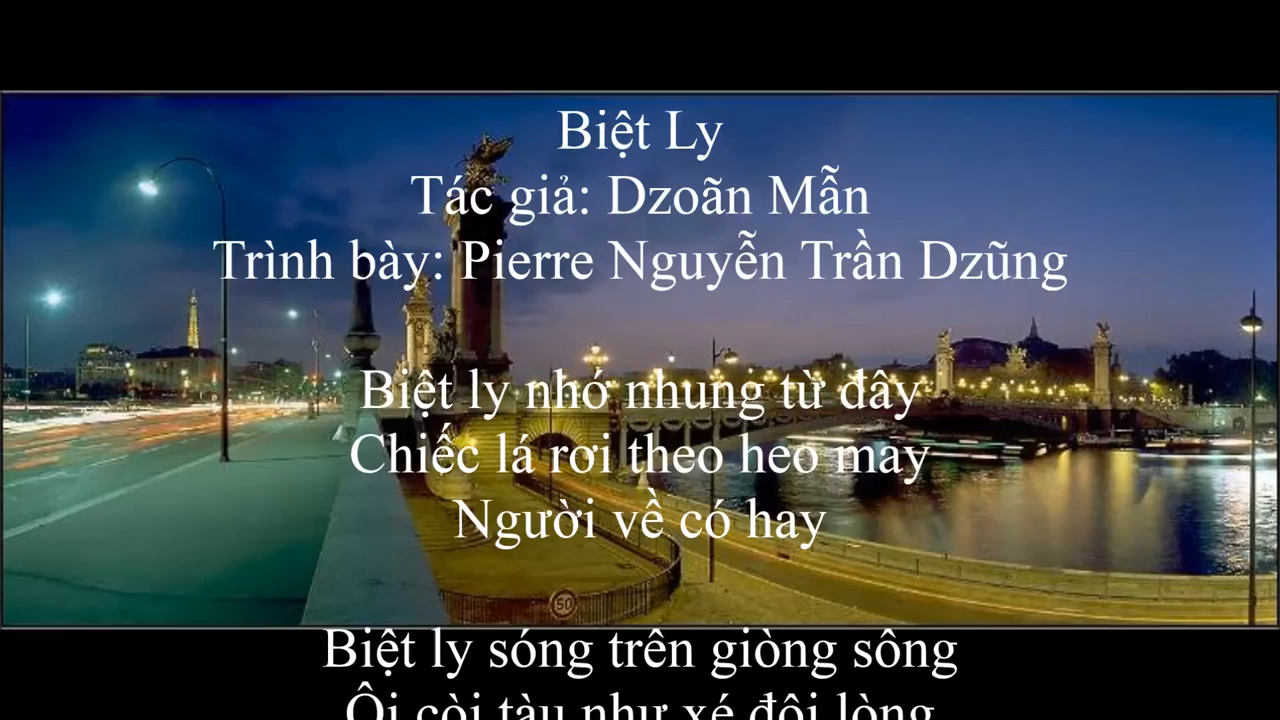 Biệt Ly
Tác giả: Dzoãn Mẫn
Trình bày: Pierre Nguyễn Trần Dzũng
Biệt ly nhớ nhung từ đây
Chiếc lá rơi theo heo mây
Người về có hay
50
Biệt ly sóng trên giòng sông
Ôi còi tàu như xé đôi lòng